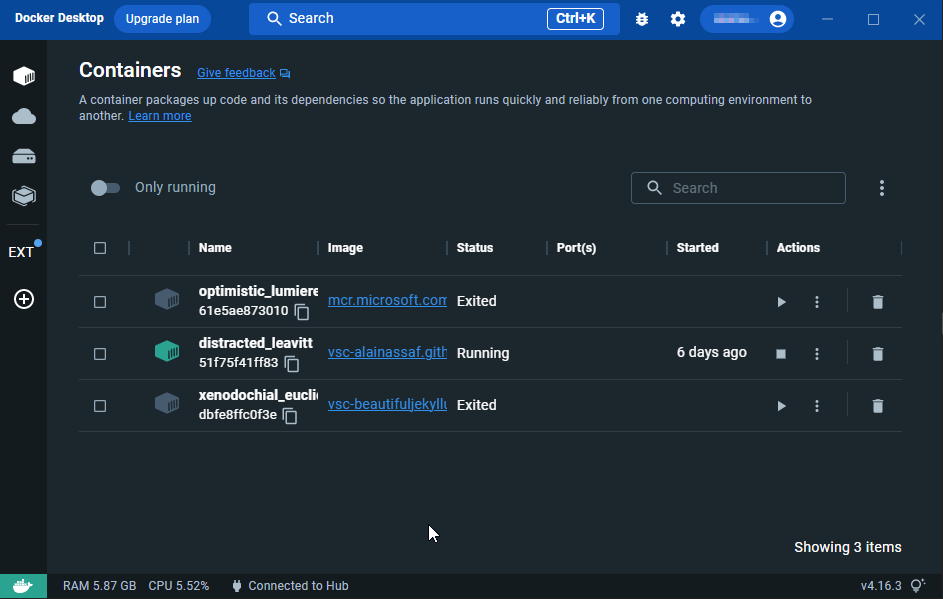 Docker Desktop
Upgrade plan
Search
Ctrl+K
Containers
Give feedback
A container packages up code and its dependencies so the application runs quickly and reliably from one computing environment to
another. Learn more
Only running
Search
EXT
Name Image Status Port(s) Started Actions
optimistic_lumiere
61e5ae873010
mcr.microsoft.com
Exited
distracted_leavitt
51f75f41ff83
vsc-alainassaf.gith
Running
6 days ago
xenodochial_eucli
dbfe8ffc0f3e
vsc-beautifuljekyll
Exited
Showing 3 items
RAM 5.87 GB CPU 5.52% Connected to Hub
v4.16.3